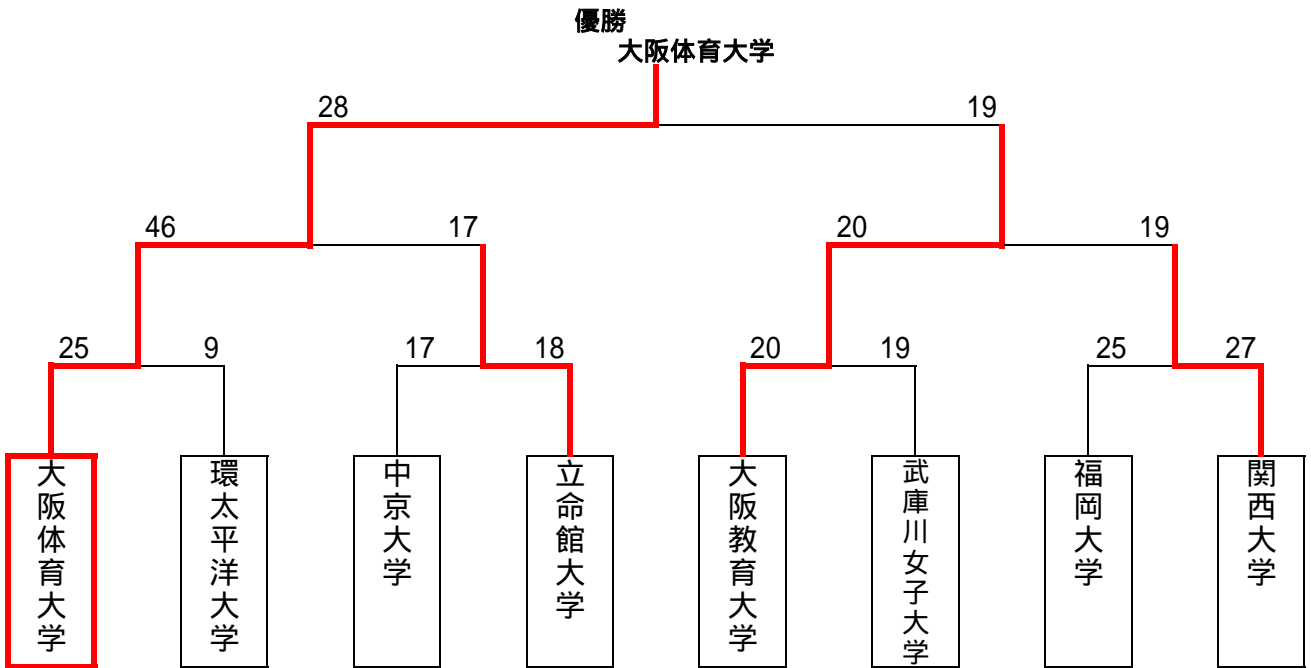 優勝
大阪体育大学
28
19
46
17
20
19
25
9
17
18
20
19
25
27
大阪体育大学
環太平洋大学
中京大学
立命館大学
大阪教育大学
武庫川女子大学
福岡大学
関西大学